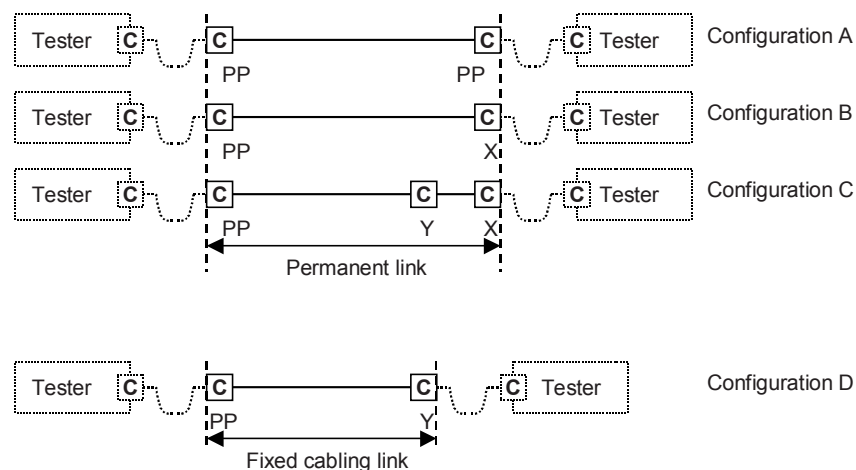 Tester C C C C Tester Configuration A
PP PP
Tester C C C C Tester Configuration B
PP X
Tester C C C C C Tester Configuration C
PP Y X
Permanent link
Tester C C C C Tester Configuration D
PP Y
Fixed cabling link